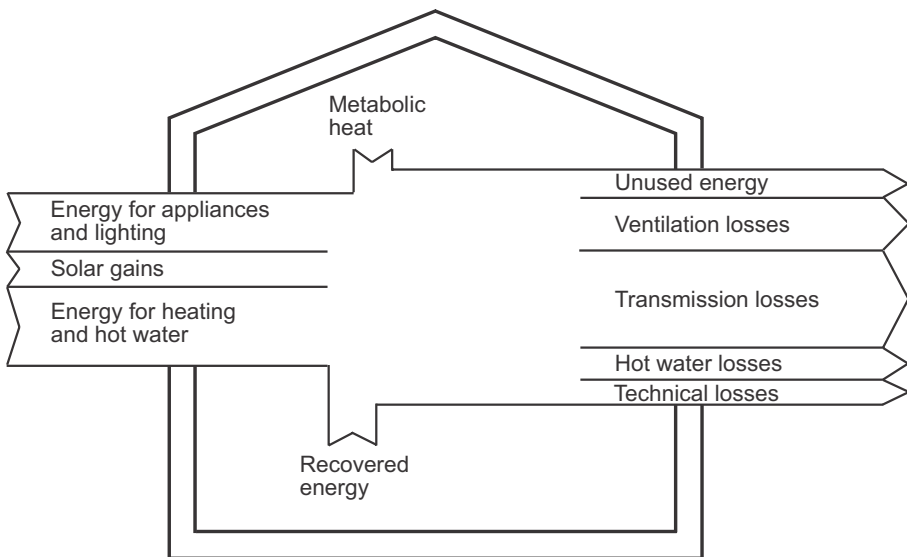 Metabolic
heat
Energy for appliances
and lighting
Solar gains
Energy for heating
and hot water
Recovered
energy
Unused energy
Ventilation losses
Transmission losses
Hot water losses
Technical losses